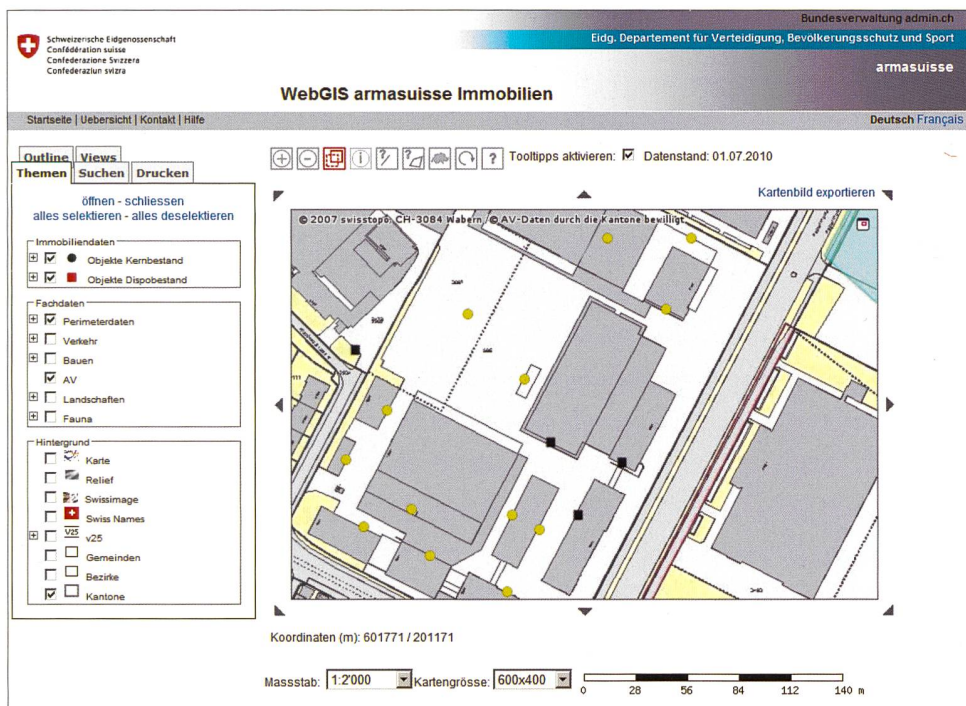 Bundesverwaltung admin.ch
Schweizerische Eidgenossenschaft
Confédération suisse
Confederazione Svizzera
Confederaziun svizra
Eidg. Departement für Verteidigung, Bevölkerungsschutz und Sport
armasuisse
WebGIS armasuisse Immobilien
Startseite | Uebersicht | Kontakt | Hilfe
Deutsch Français
Outline Views
Themen Suchen Drucken
Tooltipps aktivieren: Datenstand: 01.07.2010
öffnen - schliessen
alles selektieren - alles deselektieren
Kartenbild exportieren
© 2007 swisstopo, CH-3084 Wabern / © AV-Daten durch die Kantone bewilligt
Immobiliendaten
Objekte Kernbestand
Objekte Dispobestand
Fachdaten
Perimeterdaten
Verkehr
Bauen
AV
Landschaften
Fauna
Hintergrund
Karte
Relief
Swissimage
Swiss Names
V25 v25
Gemeinden
Bezirke
Kantone
Koordinaten (m): 601771 / 201171
Massstab: 1:2'000 Kartengrösse: 600x400
0 28 56 84 112 140 m